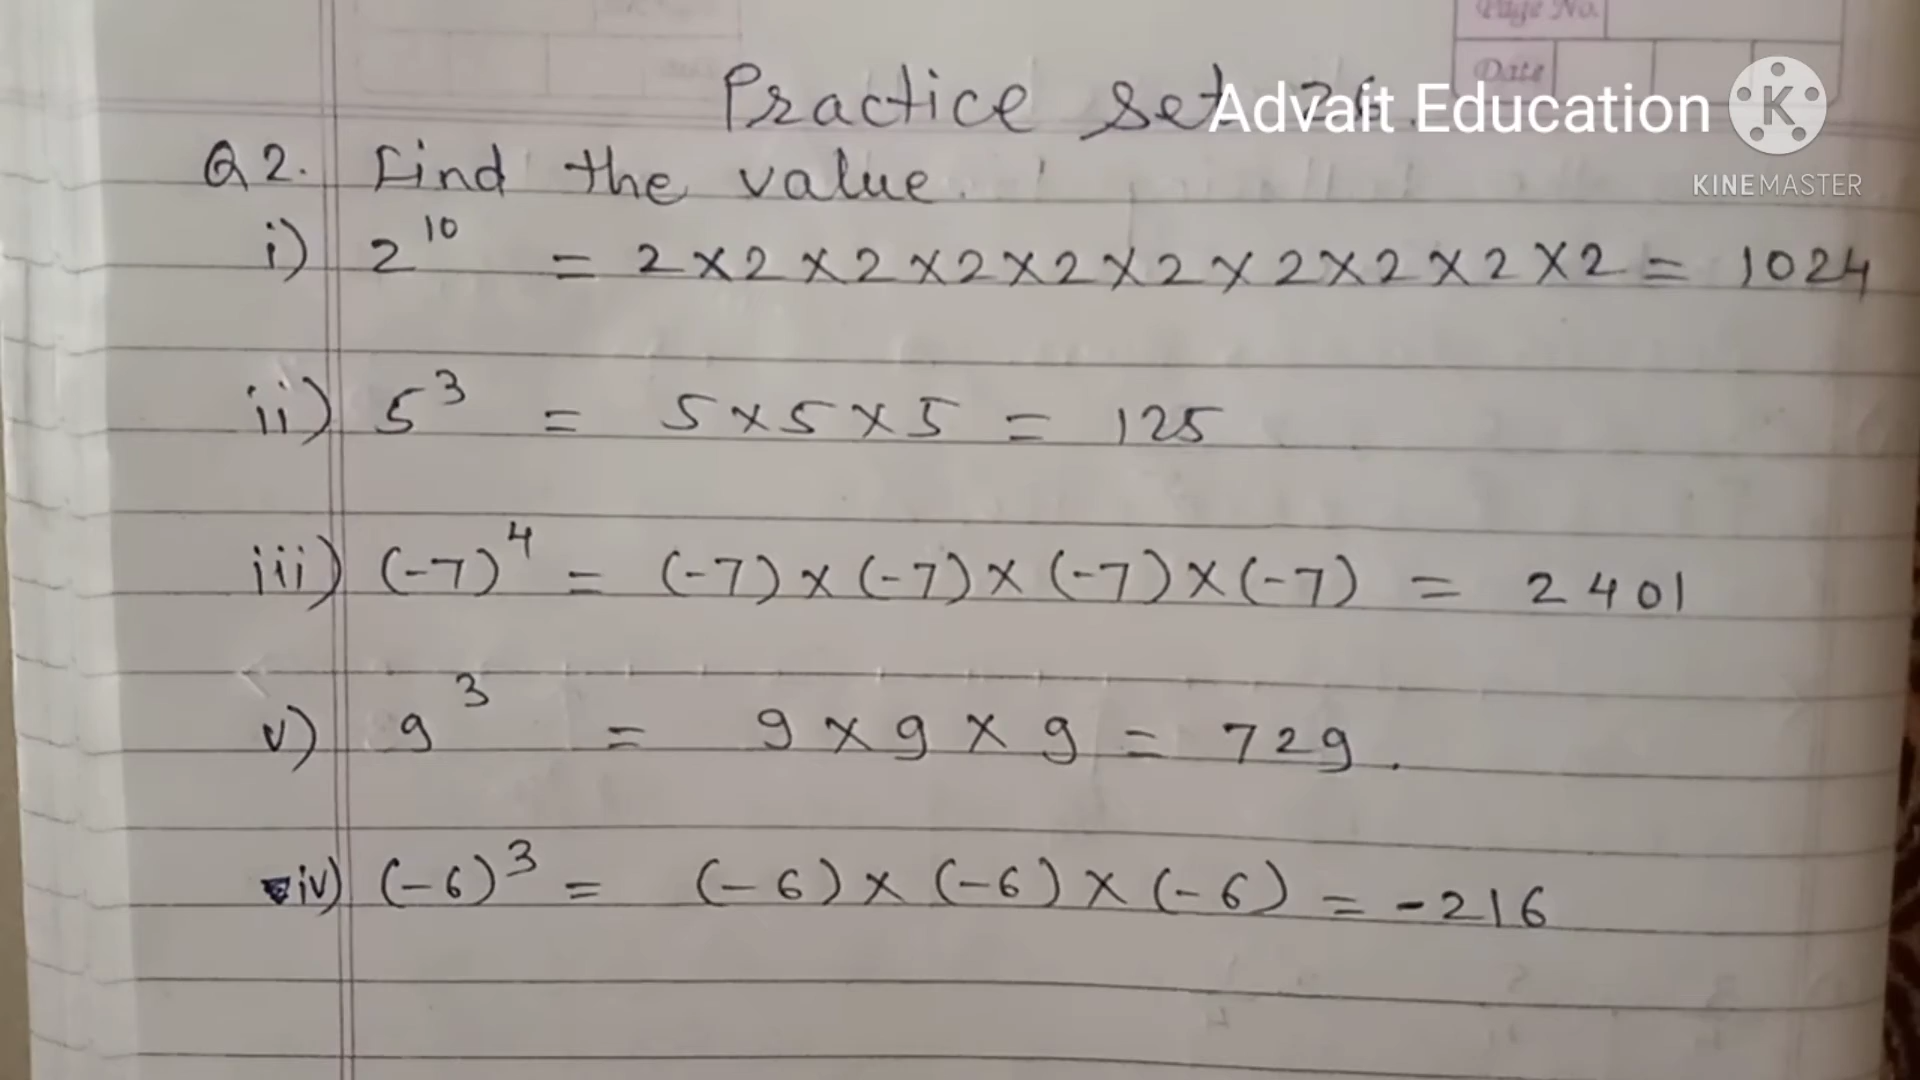 Page No.
Practice set 26.
Date
Advait Education
K
KINEMASTER
Q2. Find the value.
i) 2^10 = 2×2×2×2×2×2×2×2×2×2 = 1024
ii) 5^3 = 5×5×5 = 125
iii) (-7)^4 = (-7)×(-7)×(-7)×(-7) = 2401
v) 9^3 = 9×9×9 = 729.
iv) (-6)^3 = (-6)×(-6)×(-6) = -216